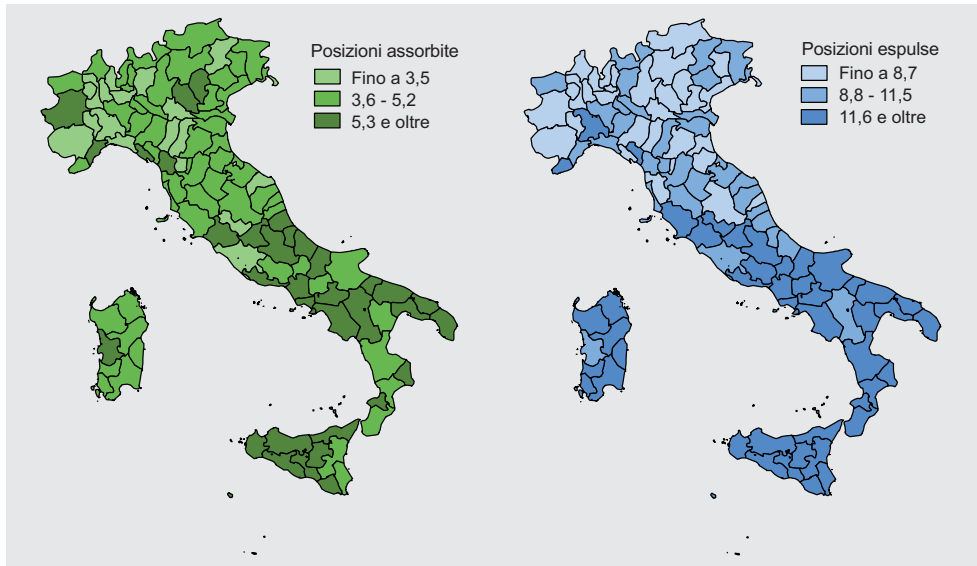 Posizioni assorbite
Fino a 3,5
3,6 - 5,2
5,3 e oltre
Posizioni espulse
Fino a 8,7
8,8 - 11,5
11,6 e oltre